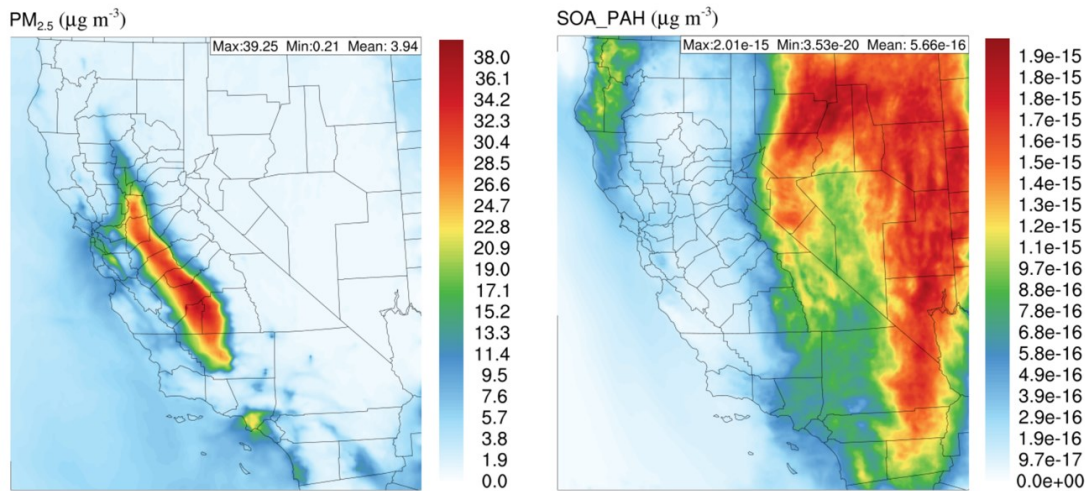 PM2.5 (µg m-3)
Max:39.25 Min:0.21 Mean: 3.94
38.0
36.1
34.2
32.3
30.4
28.5
26.6
24.7
22.8
20.9
19.0
17.1
15.2
13.3
11.4
9.5
7.6
5.7
3.8
1.9
0.0
SOA_PAH (µg m-3)
Max:2.01e-15 Min:3.53e-20 Mean: 5.66e-16
1.9e-15
1.8e-15
1.8e-15
1.7e-15
1.6e-15
1.5e-15
1.4e-15
1.3e-15
1.2e-15
1.1e-15
9.7e-16
8.8e-16
7.8e-16
6.8e-16
5.8e-16
4.9e-16
3.9e-16
2.9e-16
1.9e-16
9.7e-17
0.0e+00